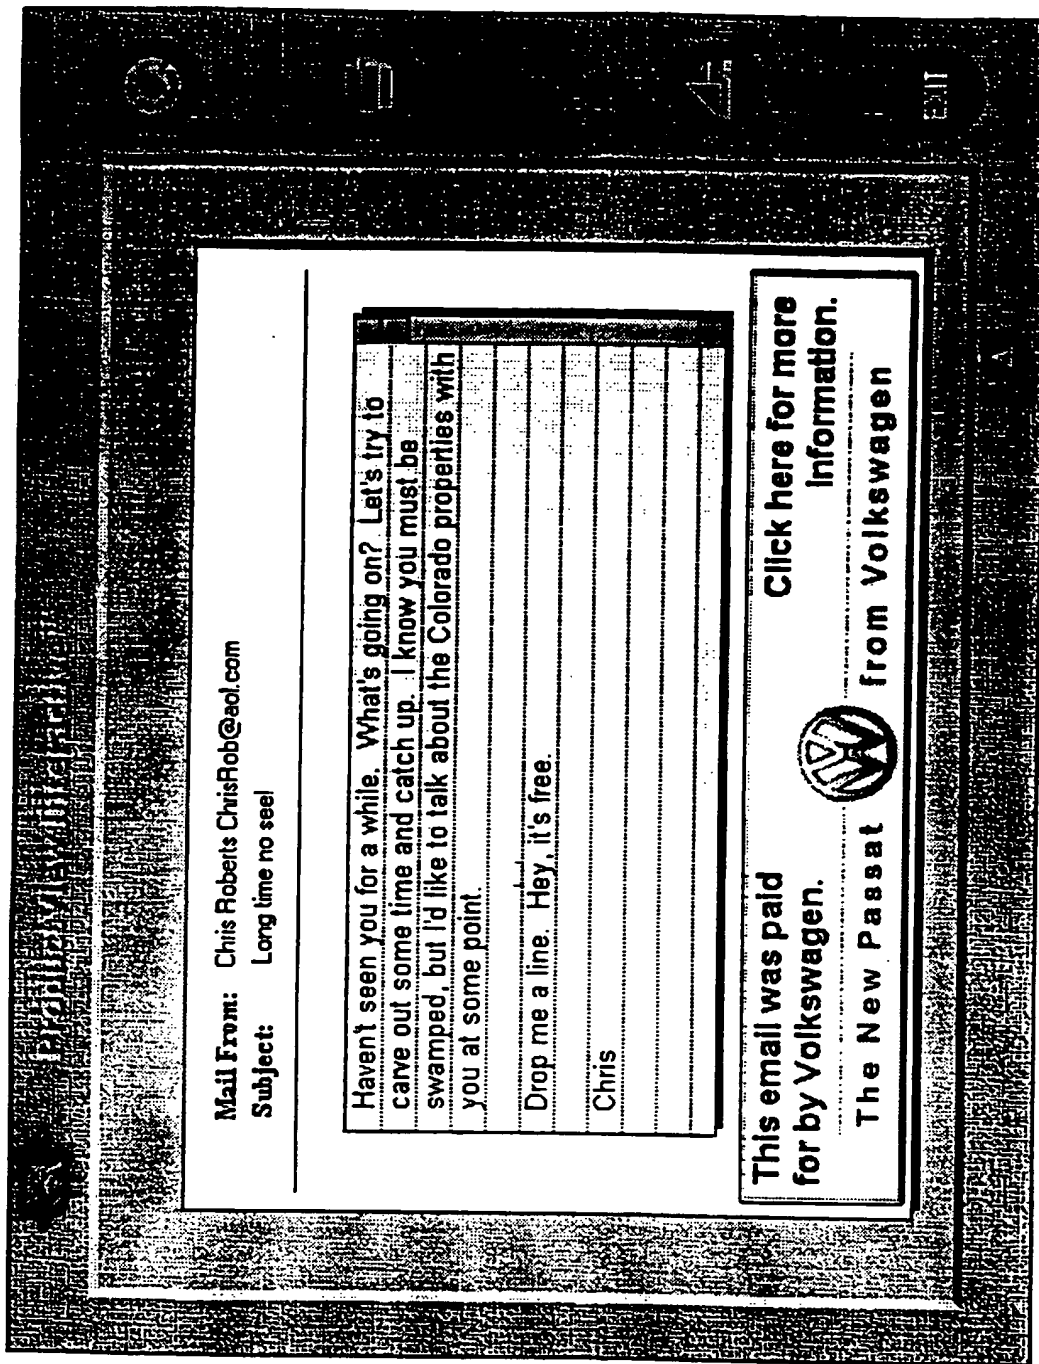 Mail From: Chris Roberts ChrisRob@aol.com
Subject: Long time no see!
Haven't seen you for a while. What's going on? Let's try to
carve out some time and catch up. I know you must be
swamped, but I'd like to talk about the Colorado properties with
you at some point.
Drop me a line. Hey, it's free.
Chris
This email was paid
for by Volkswagen.
Click here for more
Information.
The New Passat
from Volkswagen
EXIT